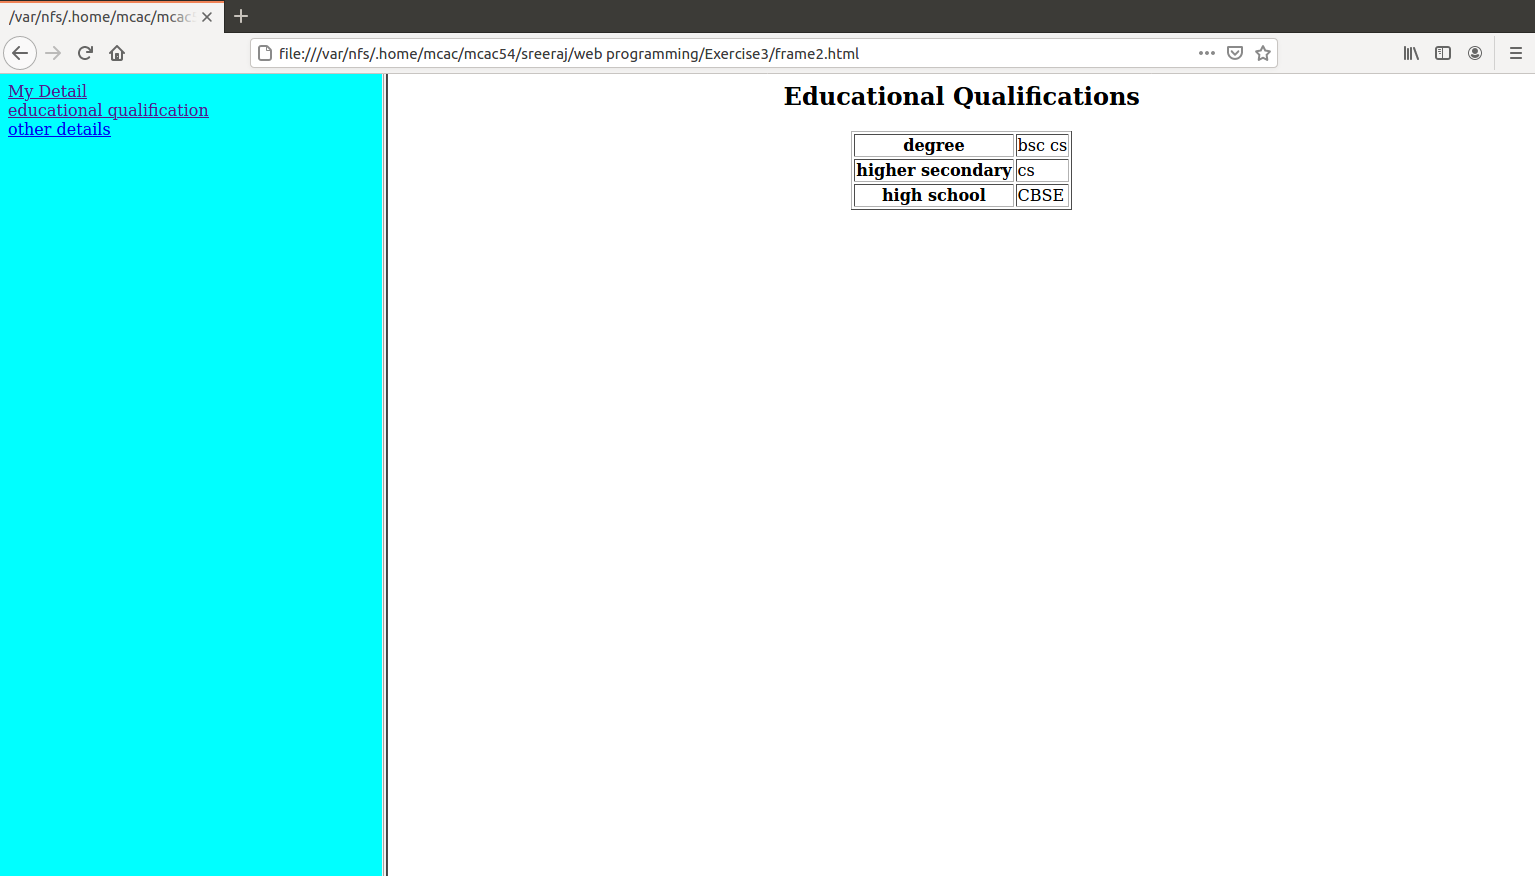 /var/nfs/.home/mcac/mcac
file:///var/nfs/.home/mcac/mcac54/sreeraj/web programming/Exercise3/frame2.html
My Detail
educational qualification
other details
Educational Qualifications
degree bsc cs
higher secondary cs
high school CBSE